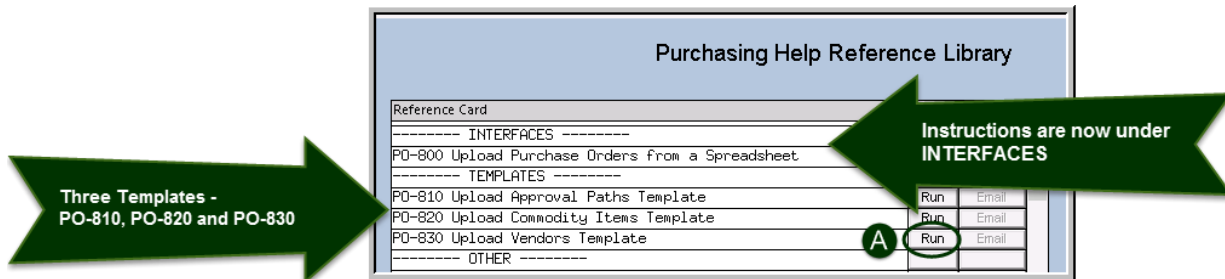 Purchasing Help Reference Library
Reference Card
-------- INTERFACES --------
Instructions are now under
INTERFACES
PO-800 Upload Purchase Orders from a Spreadsheet
-------- TEMPLATES --------
Three Templates -
PO-810, PO-820 and PO-830
PO-810 Upload Approval Paths Template Run Email
PO-820 Upload Commodity Items Template Run Email
PO-830 Upload Vendors Template A Run Email
-------- OTHER --------